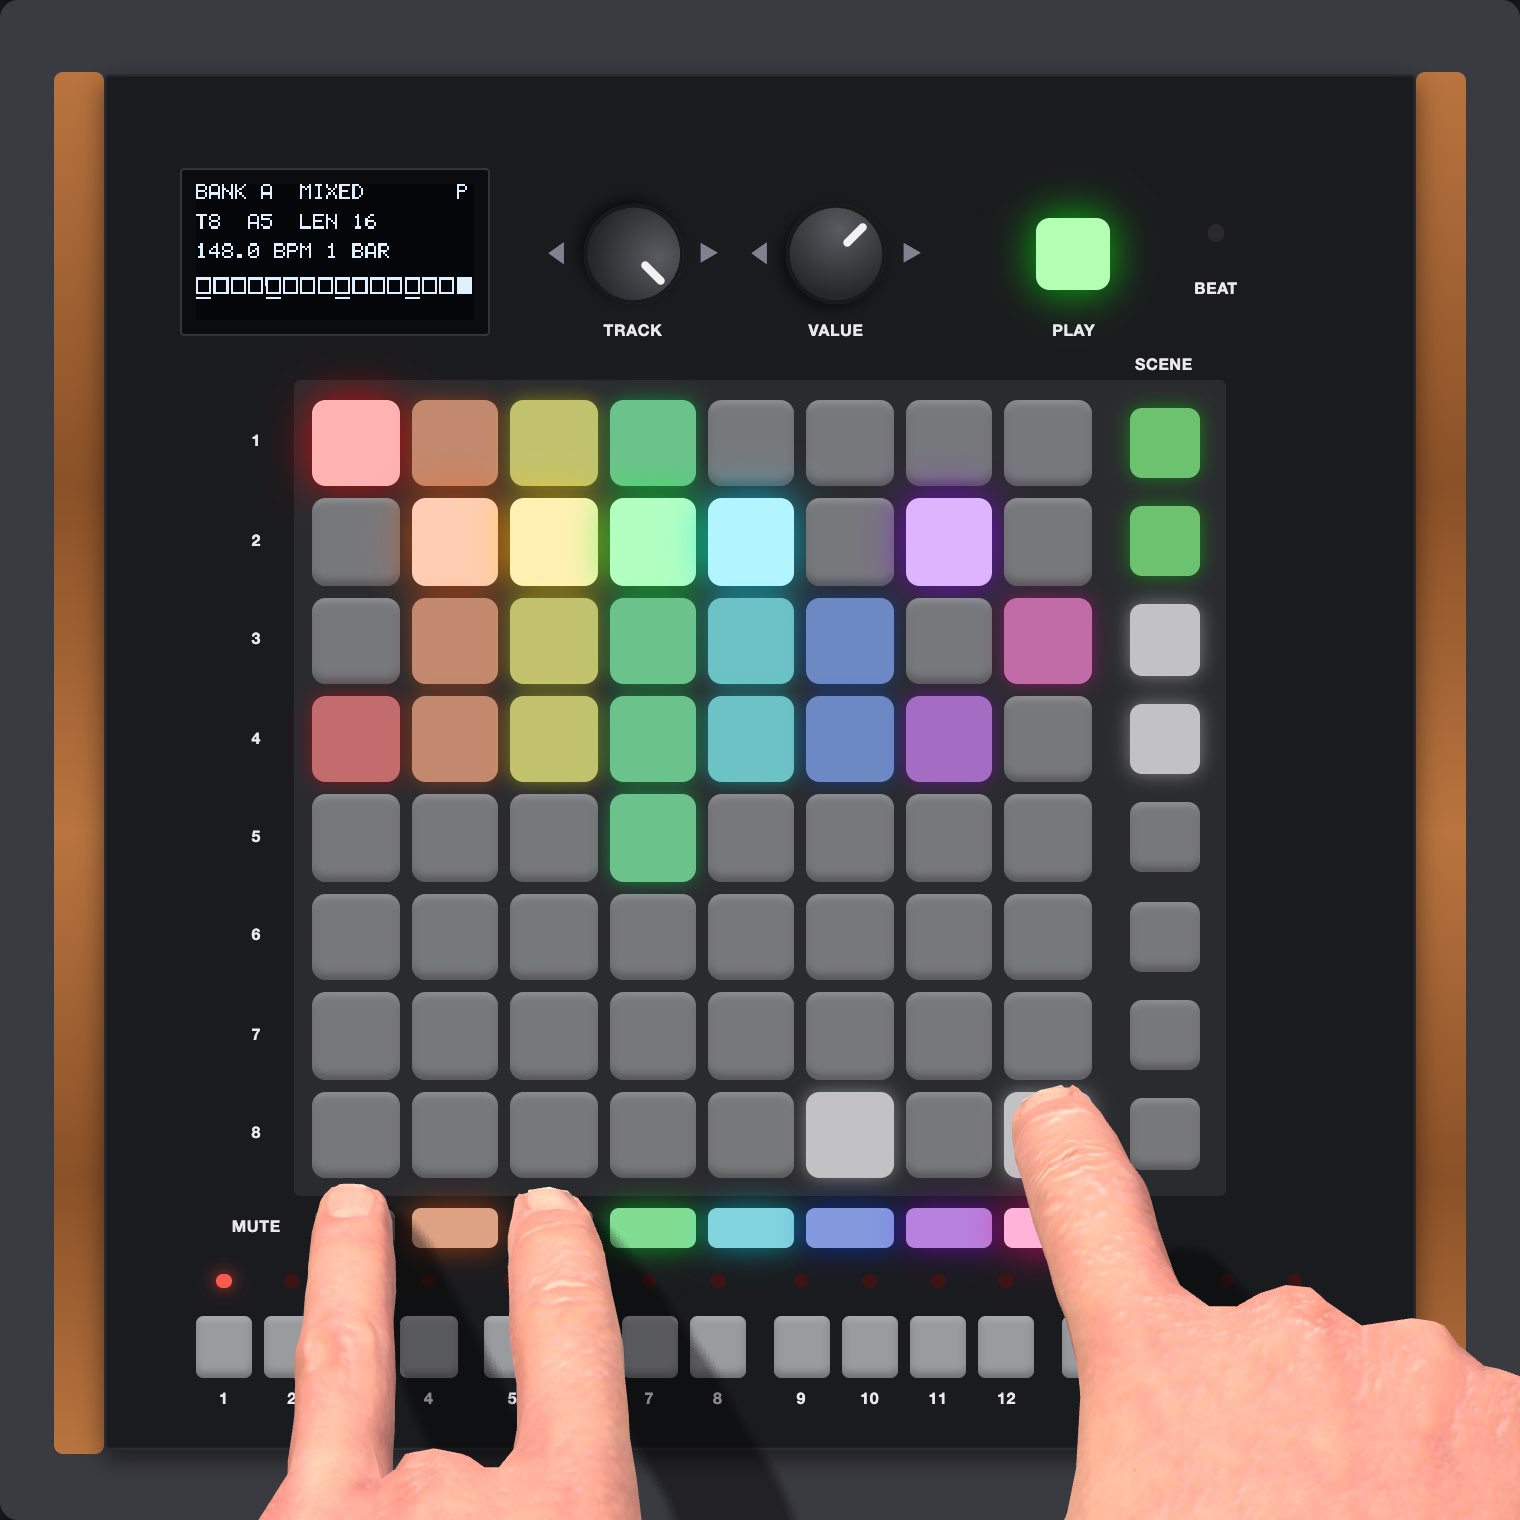 BANK A MIXED P
T8 A5 LEN 16
148.0 BPM 1 BAR
TRACK
VALUE
PLAY
BEAT
SCENE
1
2
3
4
5
6
7
8
MUTE
1 2 4 5 7 8 9 10 11 12